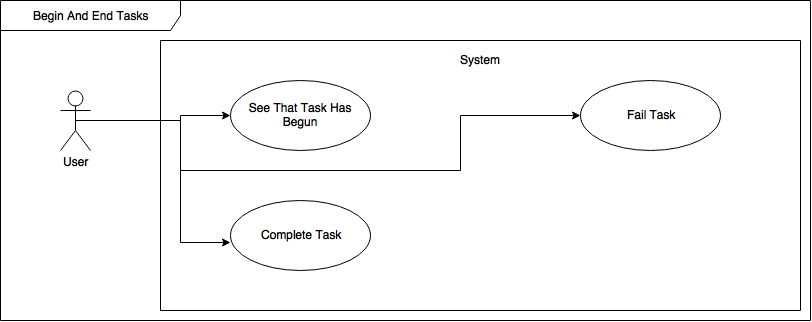 Begin And End Tasks
System
See That Task Has
Begun
Fail Task
User
Complete Task